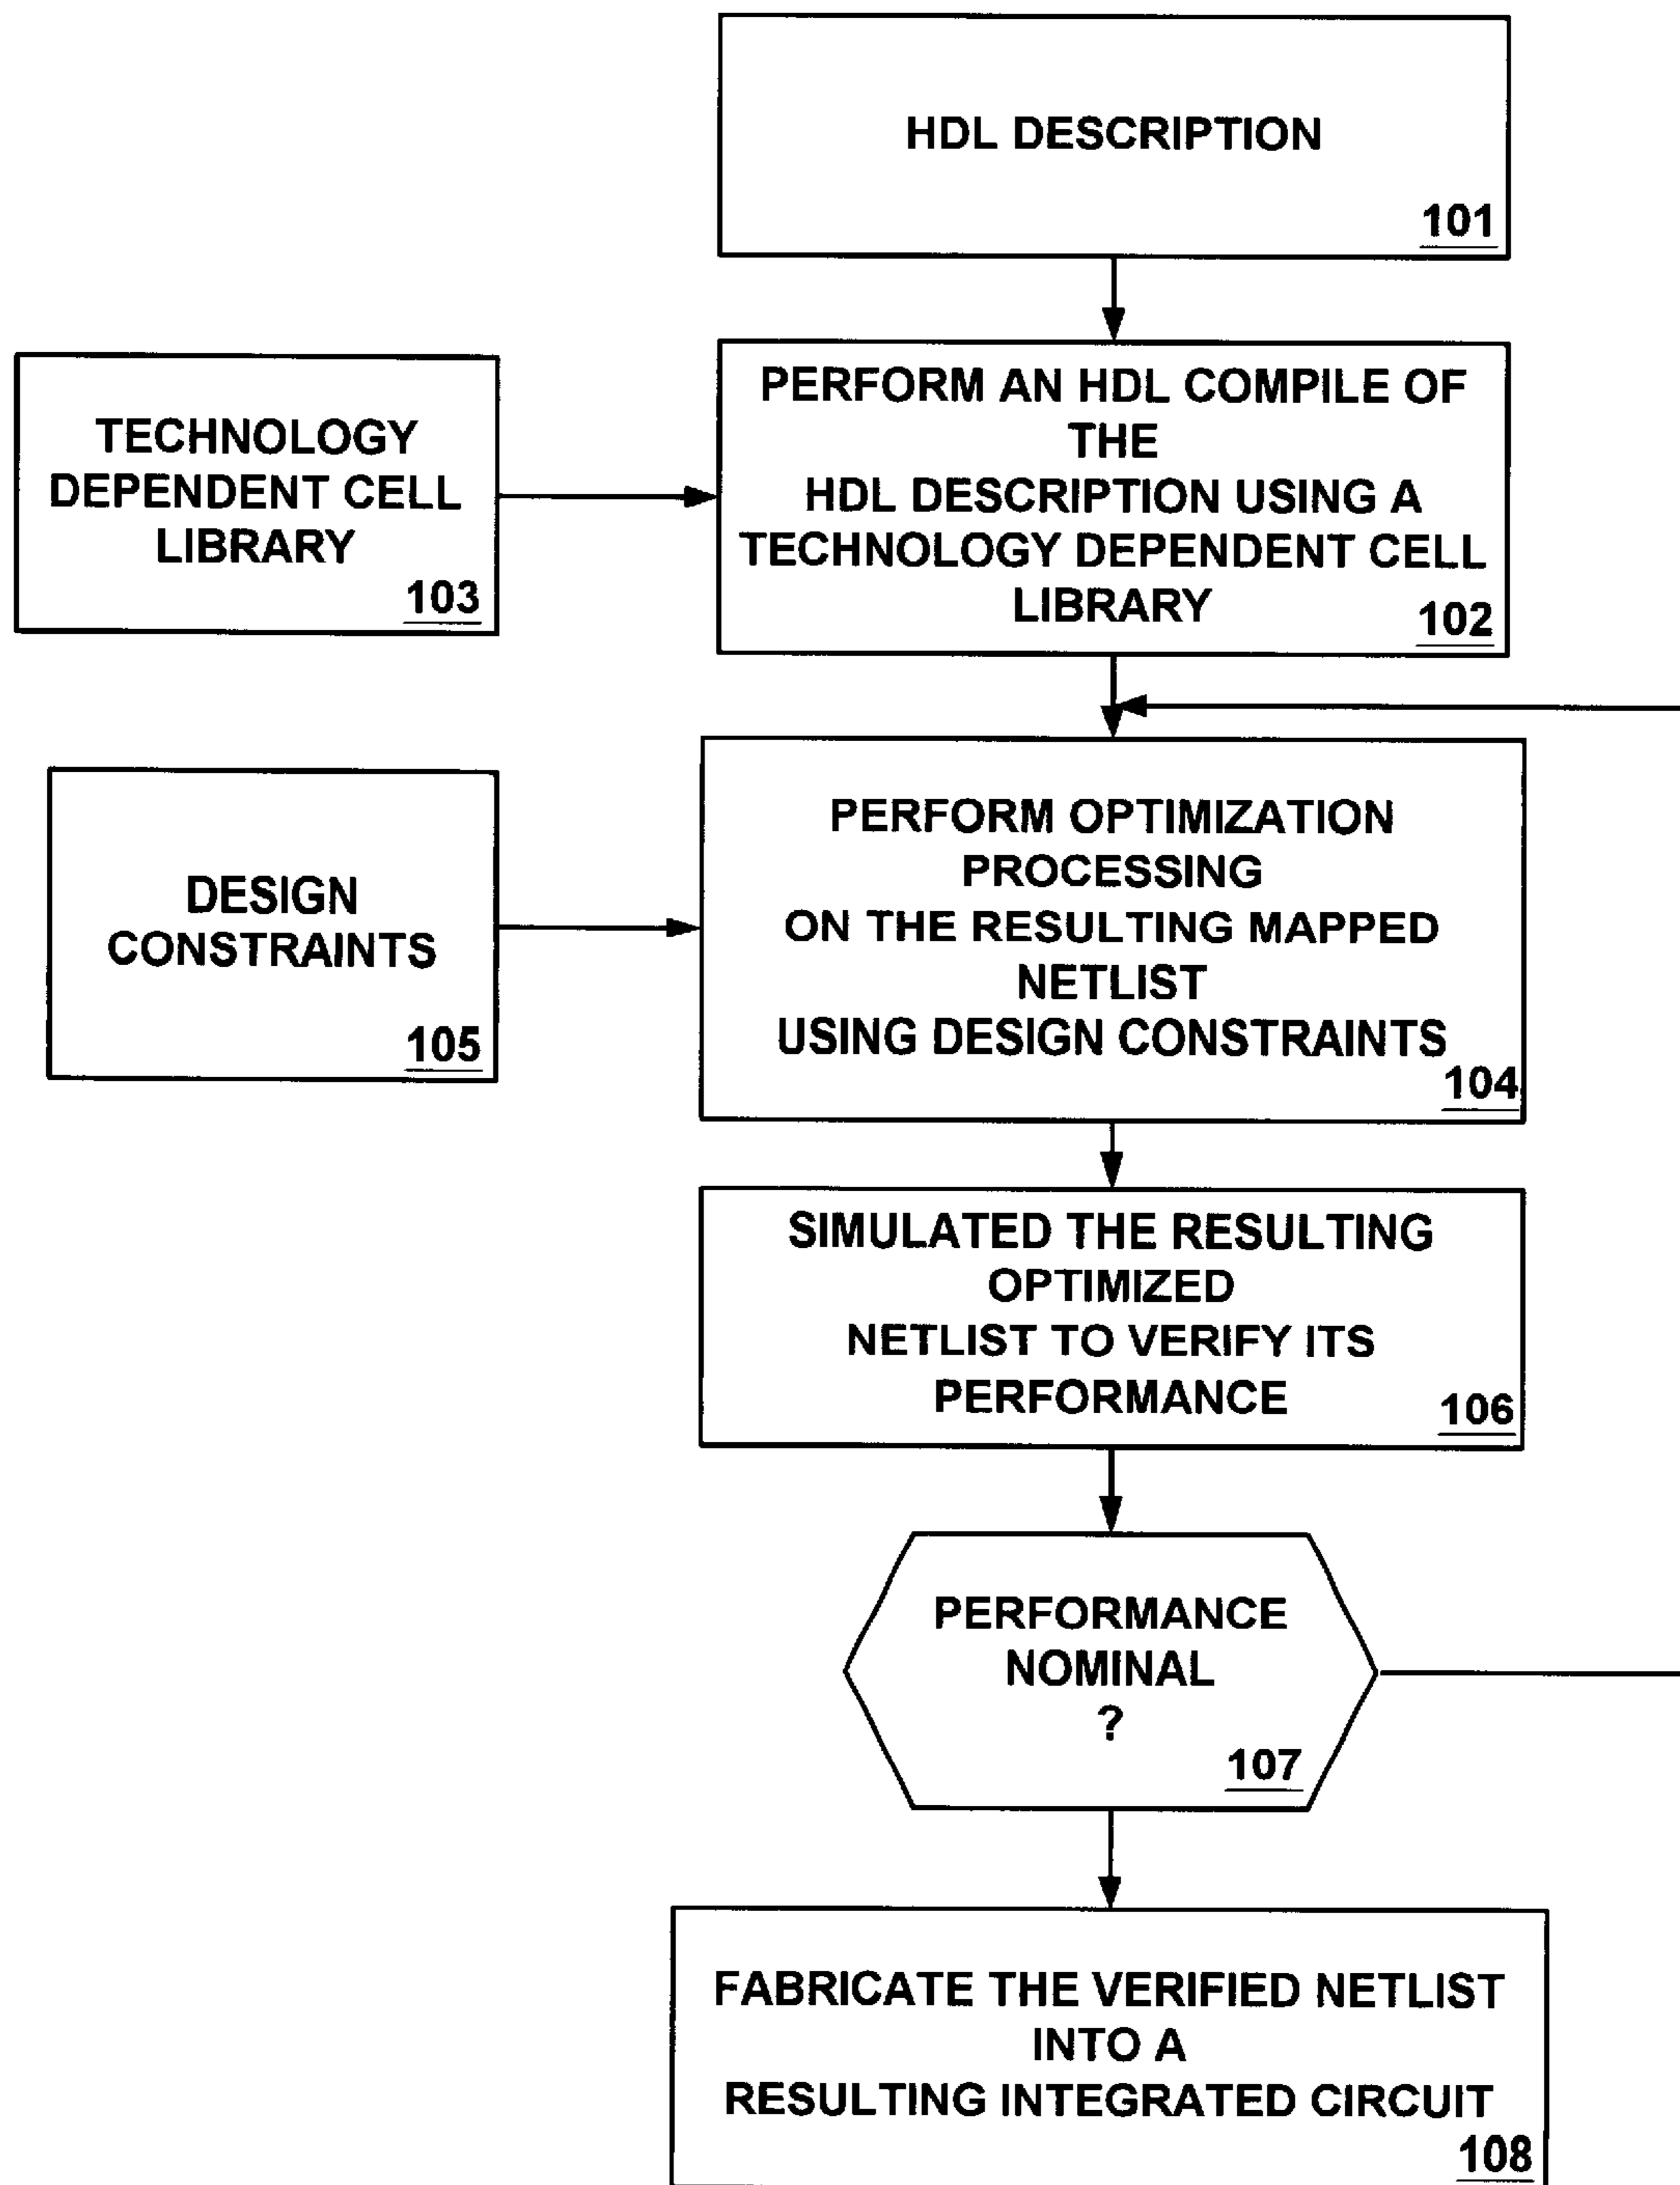 HDL DESCRIPTION
101
TECHNOLOGY
DEPENDENT CELL
LIBRARY
103
PERFORM AN HDL COMPILE OF
THE
HDL DESCRIPTION USING A
TECHNOLOGY DEPENDENT CELL
LIBRARY
102
DESIGN
CONSTRAINTS
105
PERFORM OPTIMIZATION
PROCESSING
ON THE RESULTING MAPPED
NETLIST
USING DESIGN CONSTRAINTS
104
SIMULATED THE RESULTING
OPTIMIZED
NETLIST TO VERIFY ITS
PERFORMANCE
106
PERFORMANCE
NOMINAL
?
107
FABRICATE THE VERIFIED NETLIST
INTO A
RESULTING INTEGRATED CIRCUIT
108